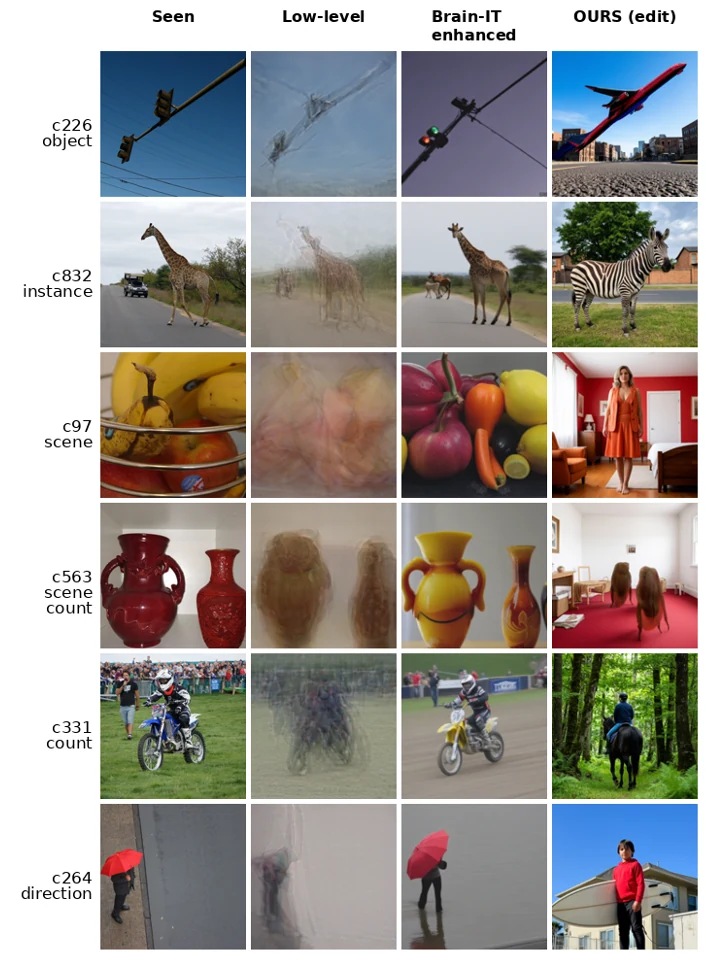 Seen Low-level Brain-IT enhanced OURS (edit)
c226
object
c832
instance
c97
scene
c563
scene
count
c331
count
c264
direction